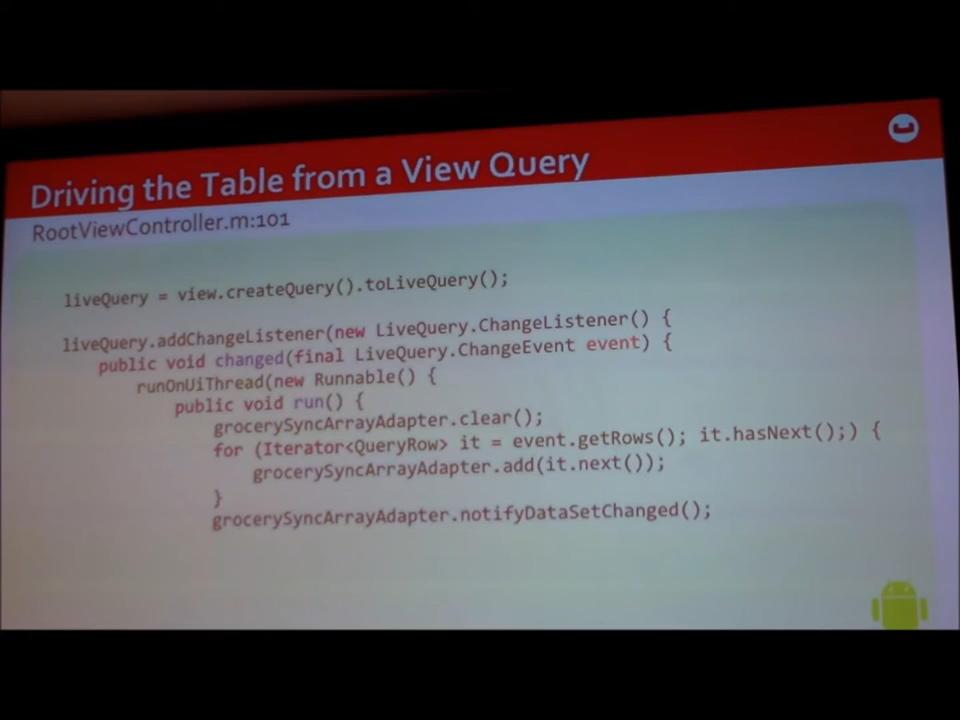 Driving the Table from a View Query
RootViewController.m:101
liveQuery = view.createQuery().toLiveQuery();
liveQuery.addChangeListener(new LiveQuery.ChangeListener() {
public void changed(final LiveQuery.ChangeEvent event) {
runOnUiThread(new Runnable() {
public void run() {
grocerySyncArrayAdapter.clear();
for (Iterator<QueryRow> it = event.getRows(); it.hasNext();) {
grocerySyncArrayAdapter.add(it.next());
}
grocerySyncArrayAdapter.notifyDataSetChanged();